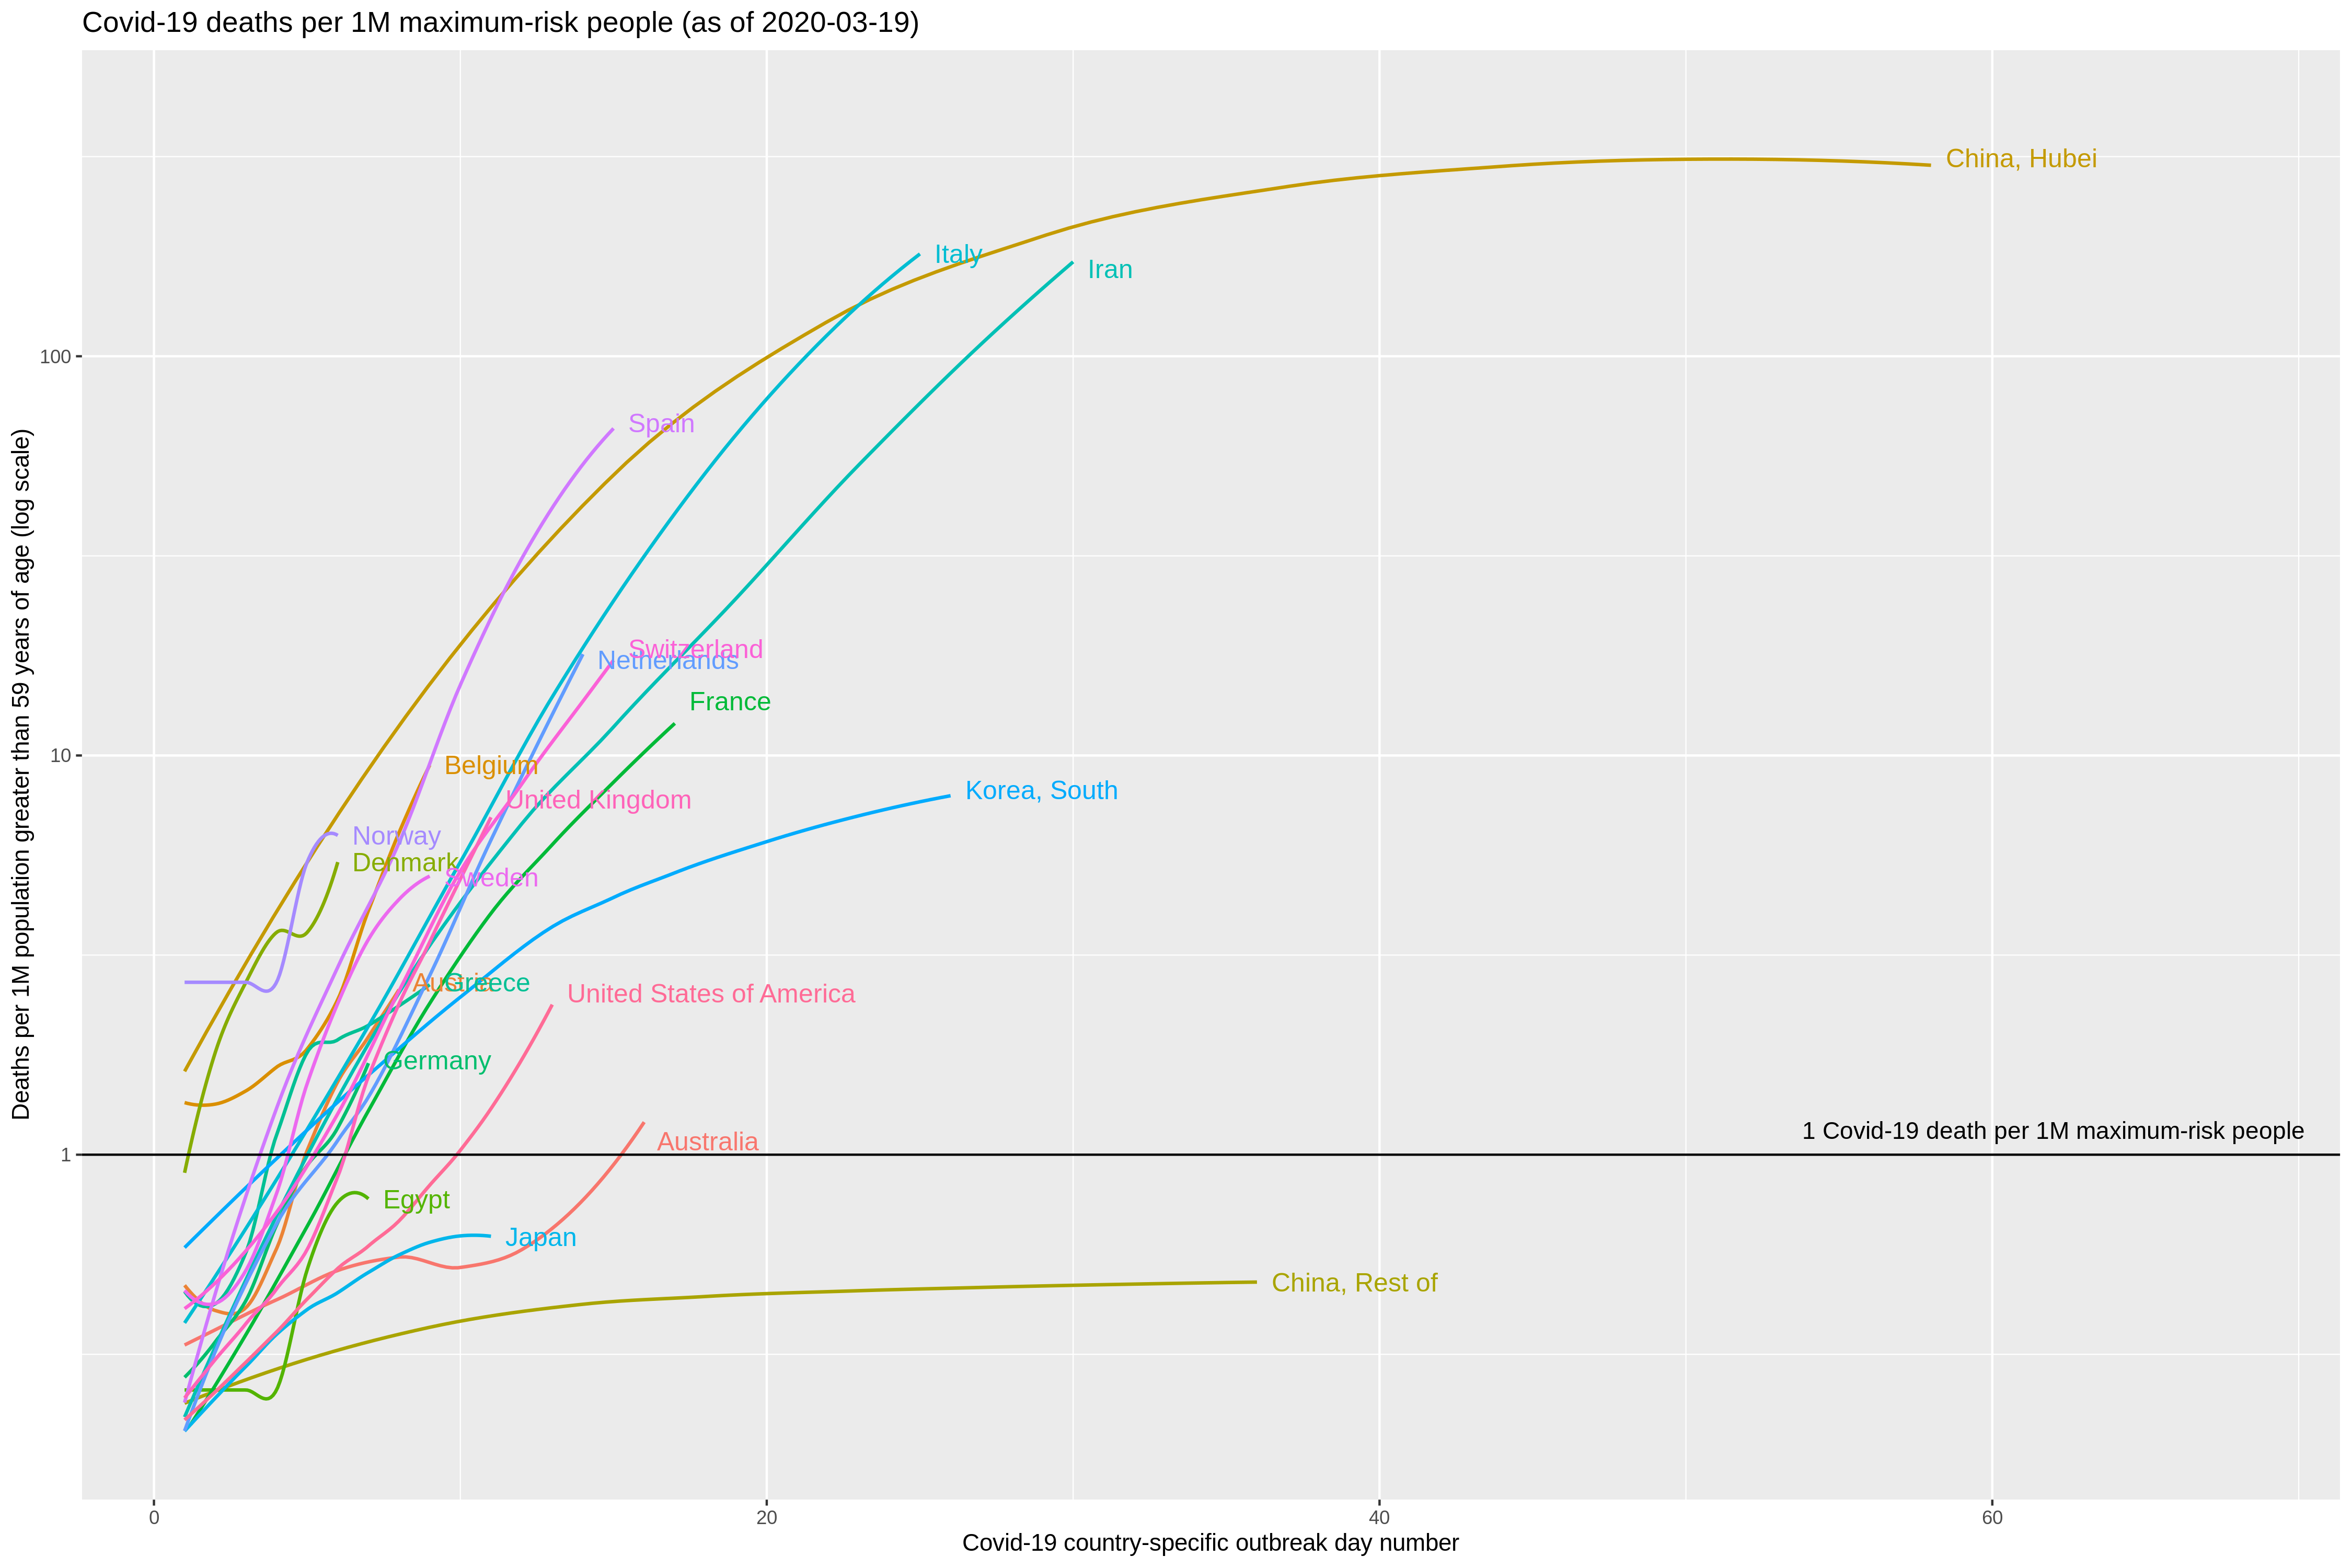 Covid-19 deaths per 1M maximum-risk people (as of 2020-03-19)
Deaths per 1M population greater than 59 years of age (log scale)
100
10
1
China, Hubei
Italy
Iran
Spain
Switzerland
Netherlands
France
Belgium
Korea, South
United Kingdom
Norway
Denmark
Sweden
Austria
Greece
United States of America
Germany
1 Covid-19 death per 1M maximum-risk people
Australia
Egypt
Japan
China, Rest of
0
20
40
60
Covid-19 country-specific outbreak day number